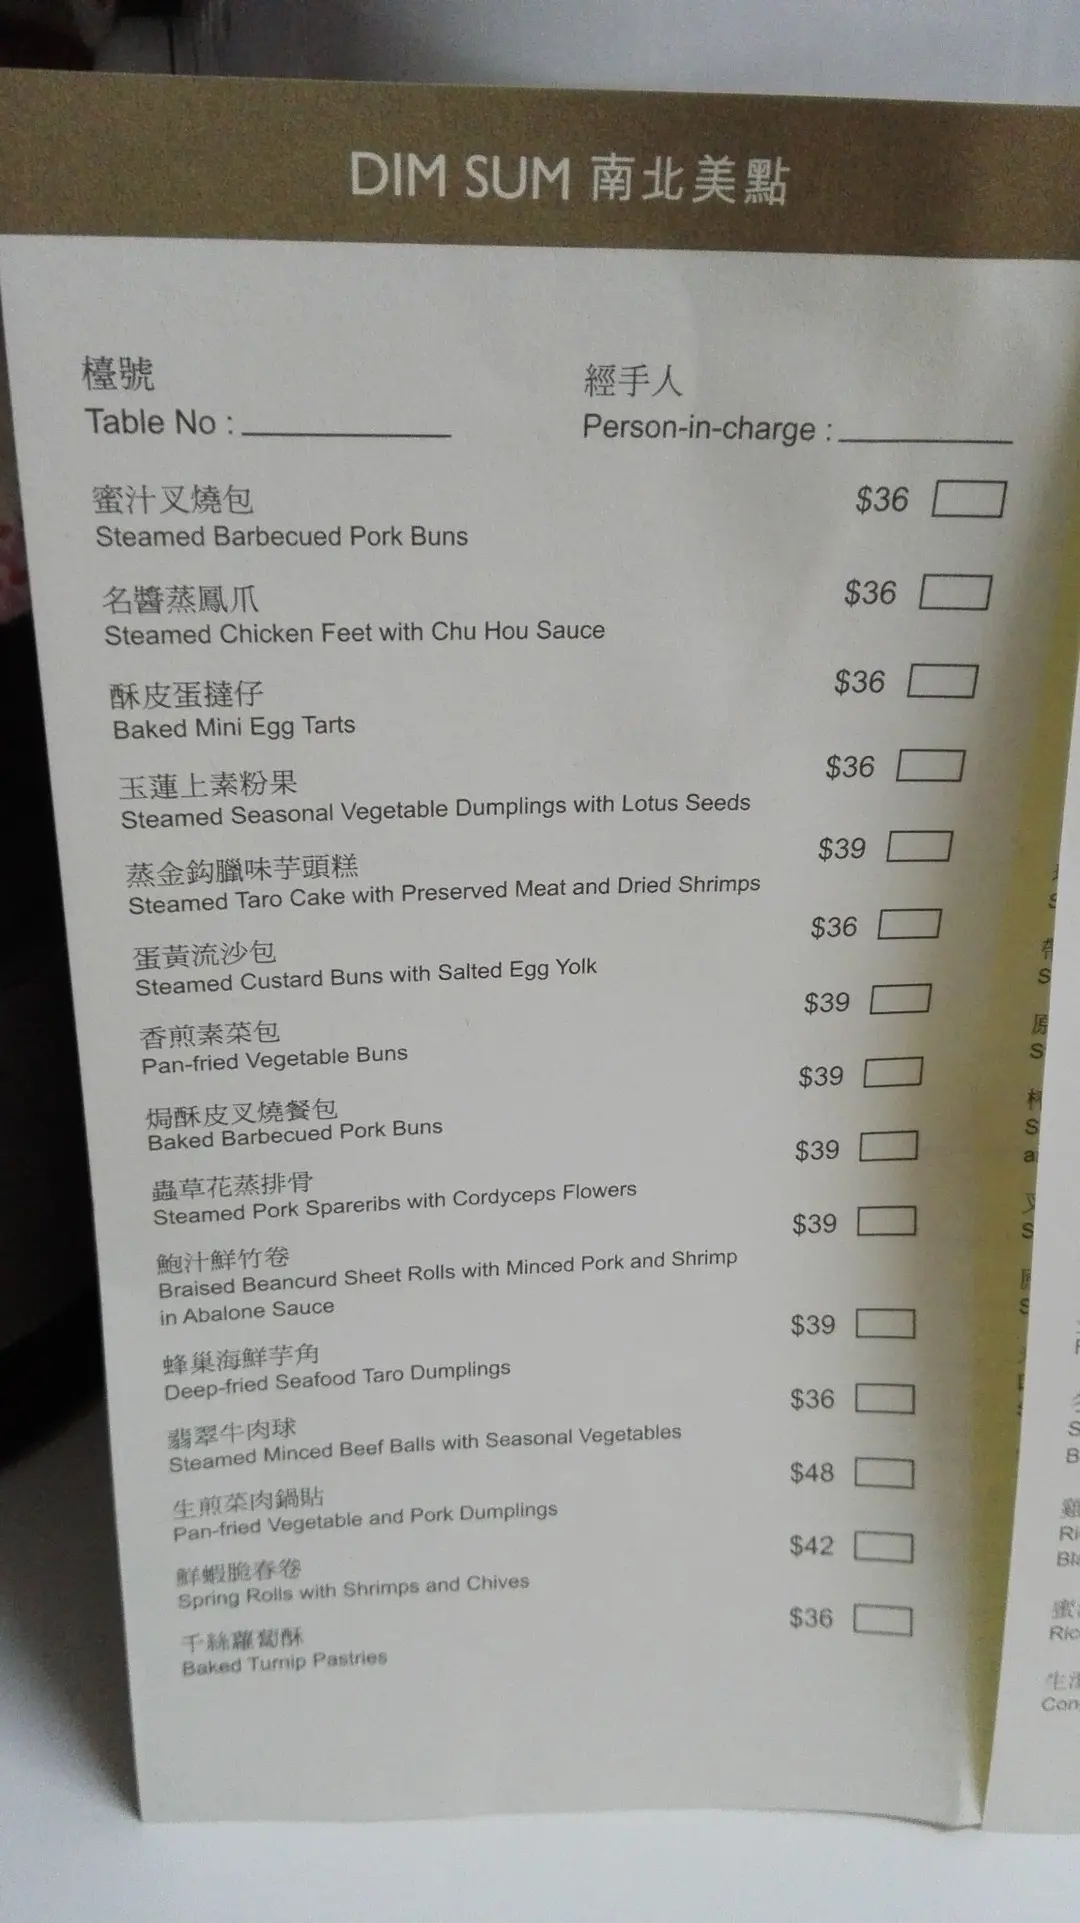 DIM SUM 南北美點
檯號
Table No :
經手人
Person-in-charge :
蜜汁叉燒包
Steamed Barbecued Pork Buns
$36
名醬蒸鳳爪
Steamed Chicken Feet with Chu Hou Sauce
$36
酥皮蛋撻仔
Baked Mini Egg Tarts
$36
玉蓮上素粉果
Steamed Seasonal Vegetable Dumplings with Lotus Seeds
$36
蒸金鈎臘味芋頭糕
Steamed Taro Cake with Preserved Meat and Dried Shrimps
$39
蛋黃流沙包
Steamed Custard Buns with Salted Egg Yolk
$36
香煎素菜包
Pan-fried Vegetable Buns
$39
焗酥皮叉燒餐包
Baked Barbecued Pork Buns
$39
蟲草花蒸排骨
Steamed Pork Spareribs with Cordyceps Flowers
$39
鮑汁鮮竹卷
Braised Beancurd Sheet Rolls with Minced Pork and Shrimp
in Abalone Sauce
$39
蜂巢海鮮芋角
Deep-fried Seafood Taro Dumplings
$39
翡翠牛肉球
Steamed Minced Beef Balls with Seasonal Vegetables
$36
生煎菜肉鍋貼
Pan-fried Vegetable and Pork Dumplings
$48
鮮蝦脆春卷
Spring Rolls with Shrimps and Chives
$42
千絲蘿蔔酥
Baked Turnip Pastries
$36